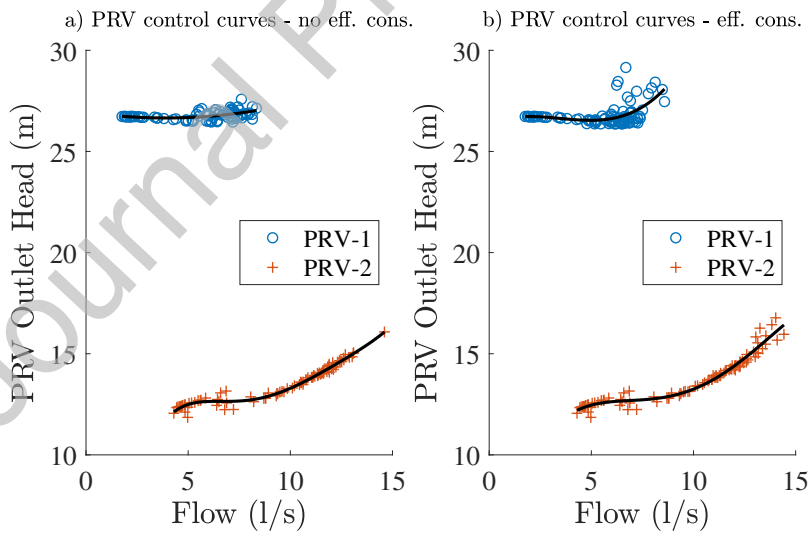 a) PRV control curves - no eff. cons.
b) PRV control curves - eff. cons.
PRV Outlet Head (m)
30
25
20
15
10
PRV-1
PRV-2
0 5 10 15
Flow (l/s)
PRV Outlet Head (m)
30
25
20
15
10
PRV-1
PRV-2
0 5 10 15
Flow (l/s)
Journal